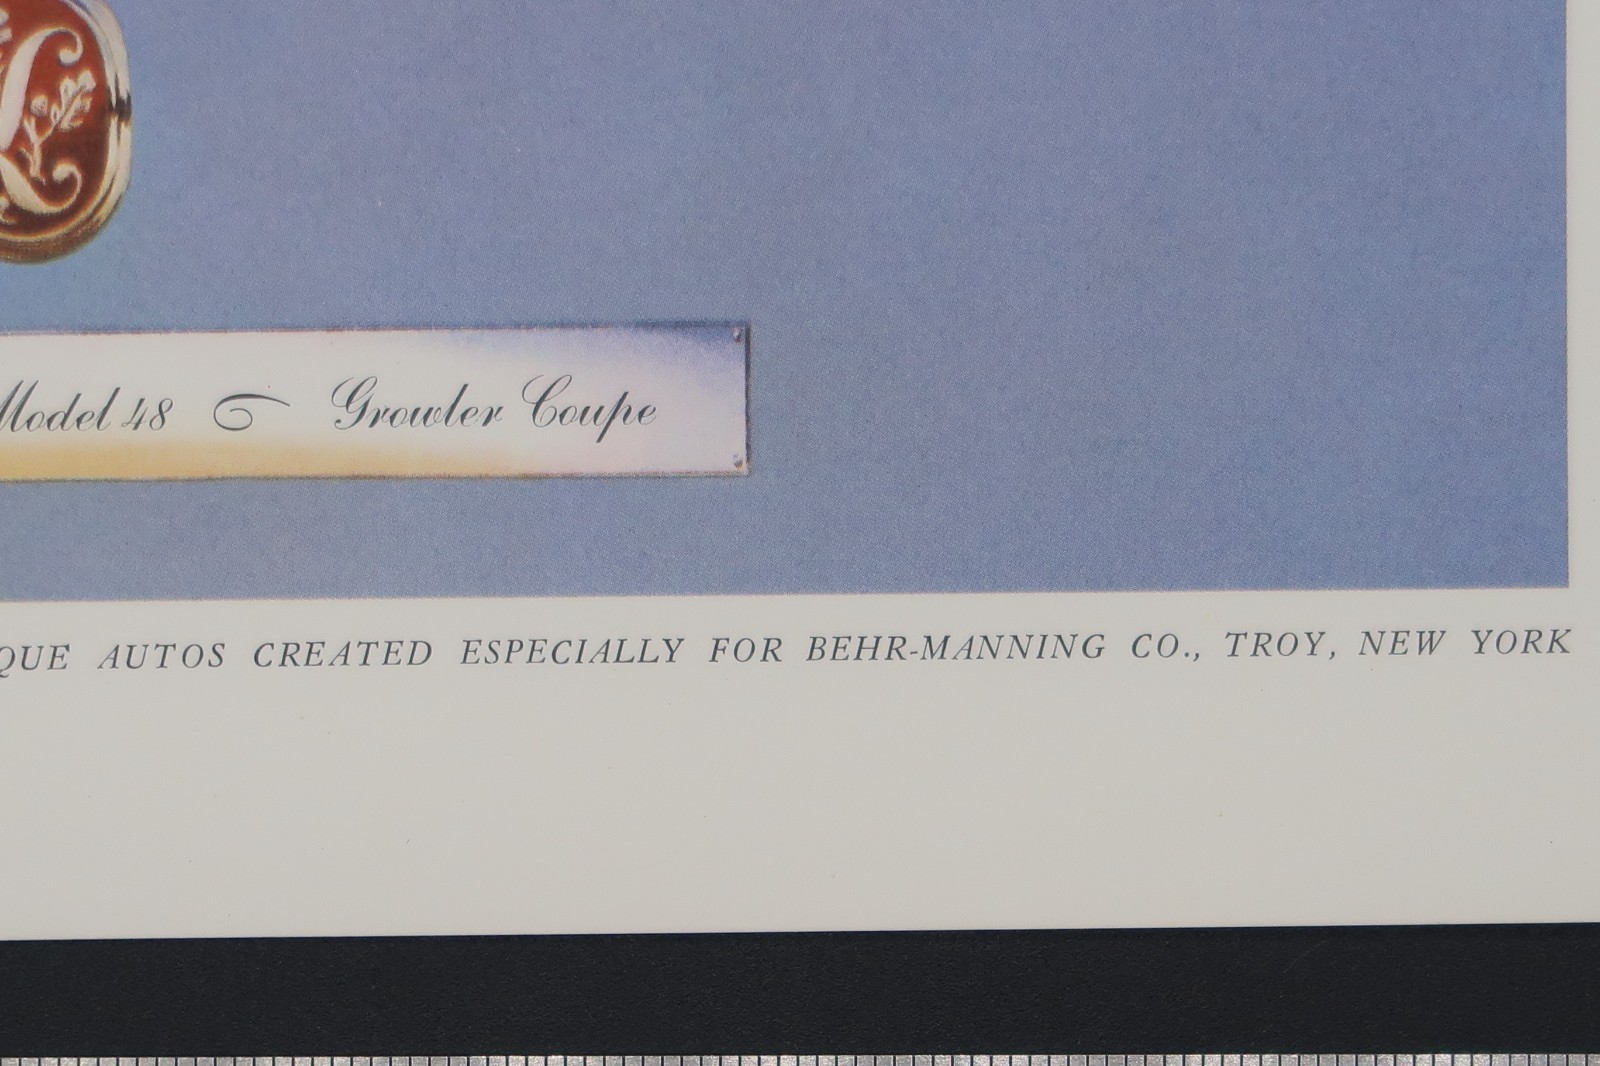 Model 48 Growler Coupe
QUE AUTOS CREATED ESPECIALLY FOR BEHR-MANNING CO., TROY, NEW YORK